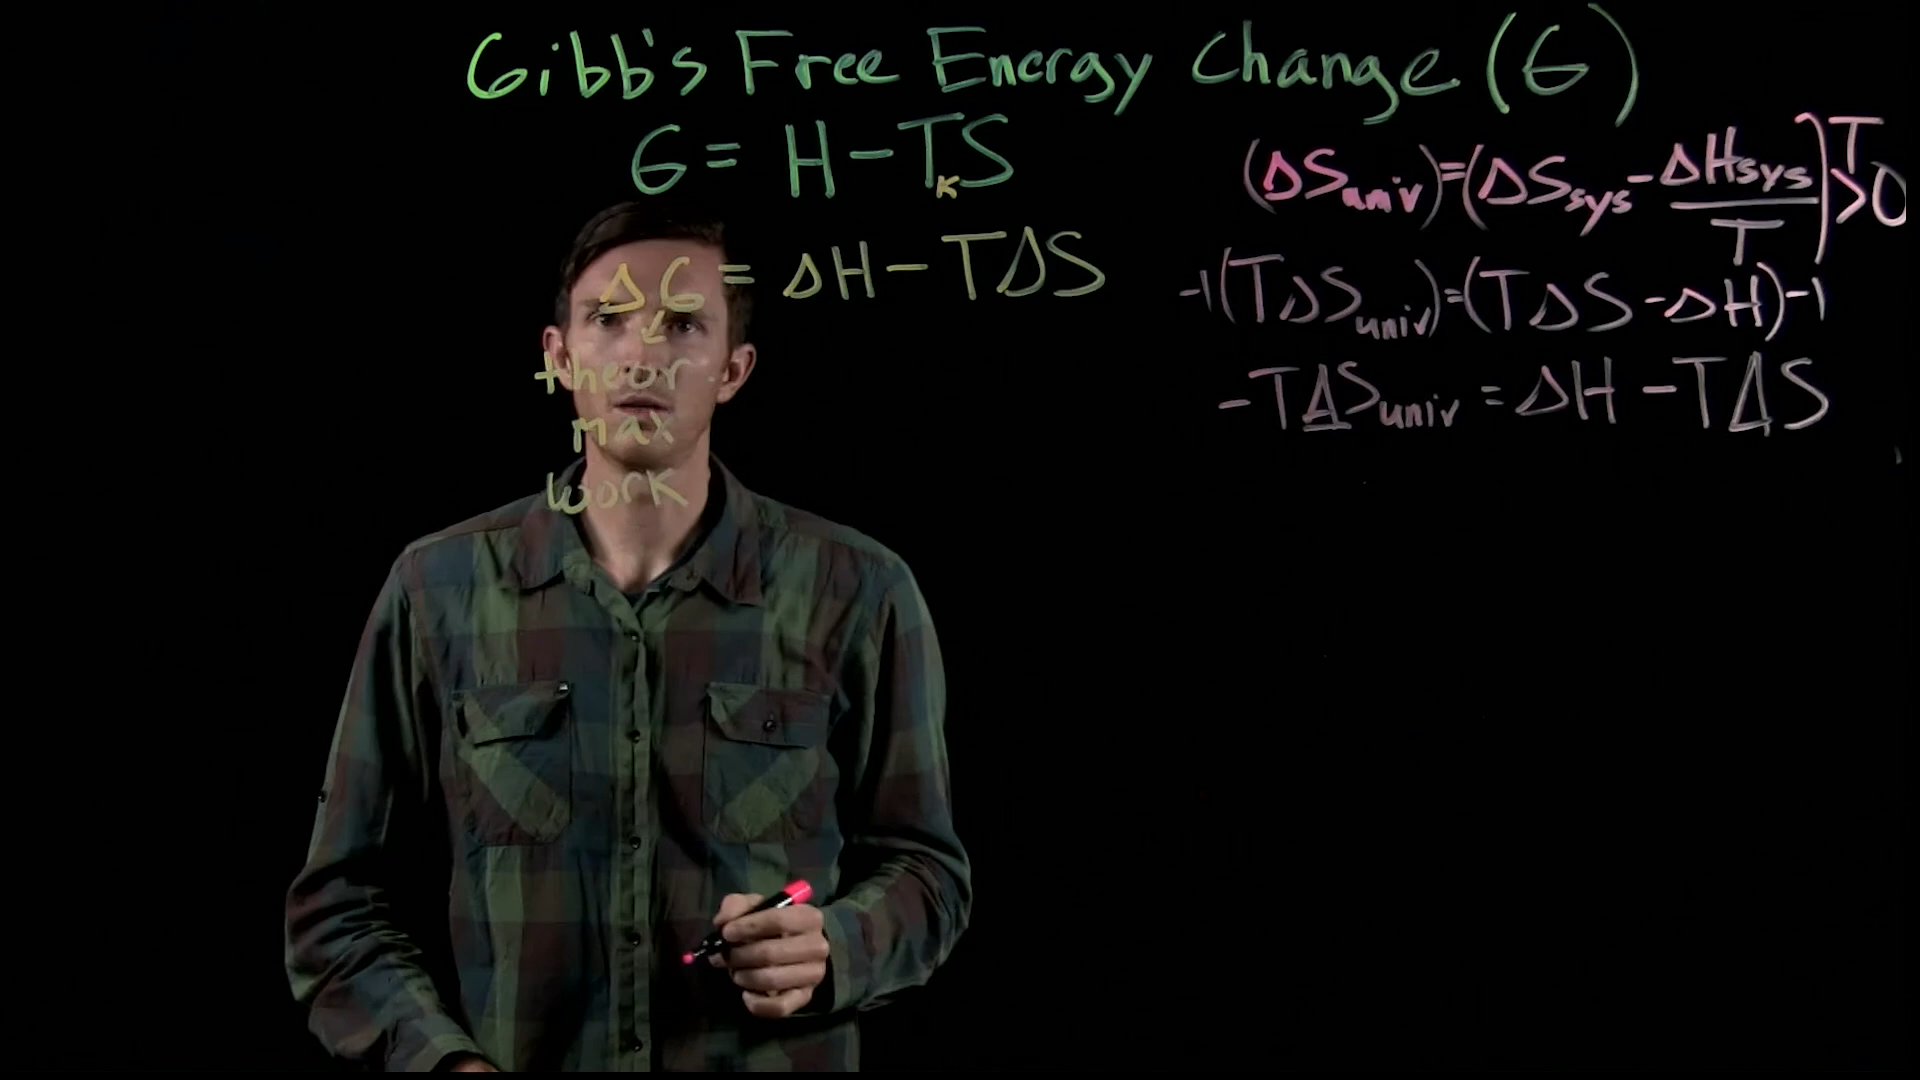 Gibb's Free Energy Change (G)
G = H - TS
K
ΔG = ΔH - TΔS
theor.
max
work
(ΔSuniv) = (ΔSsys - ΔHsys/T) T > 0
-1(TΔSuniv) = (TΔS - ΔH)-1
-TΔSuniv = ΔH - TΔS